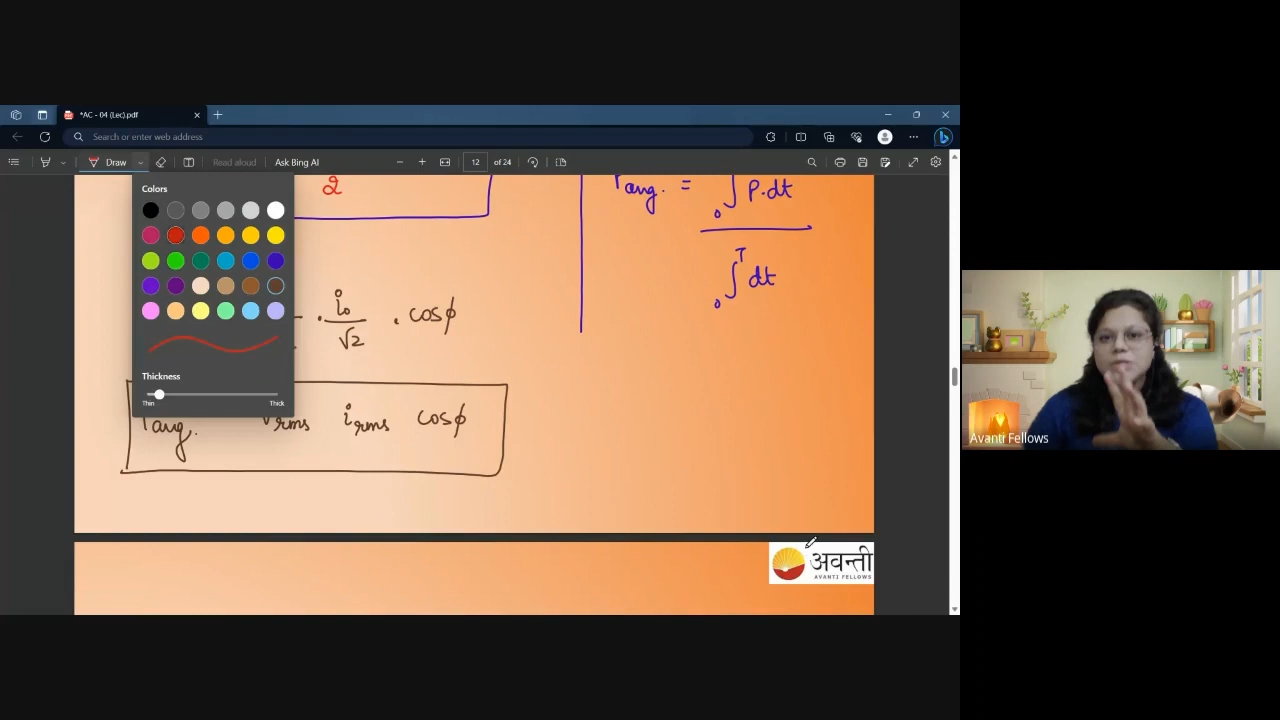 *AC - 04 (Lec).pdf
Search or enter web address
Draw
Read aloud
Ask Bing AI
12 of 24
Colors
Thickness
Thin Thick
2
Pavg. = 0∫ P.dt
0∫T dt
. i0/√2 . cosϕ
Pavg. Vrms irms cosϕ
Avanti Fellows
अवन्ती
AVANTI FELLOWS